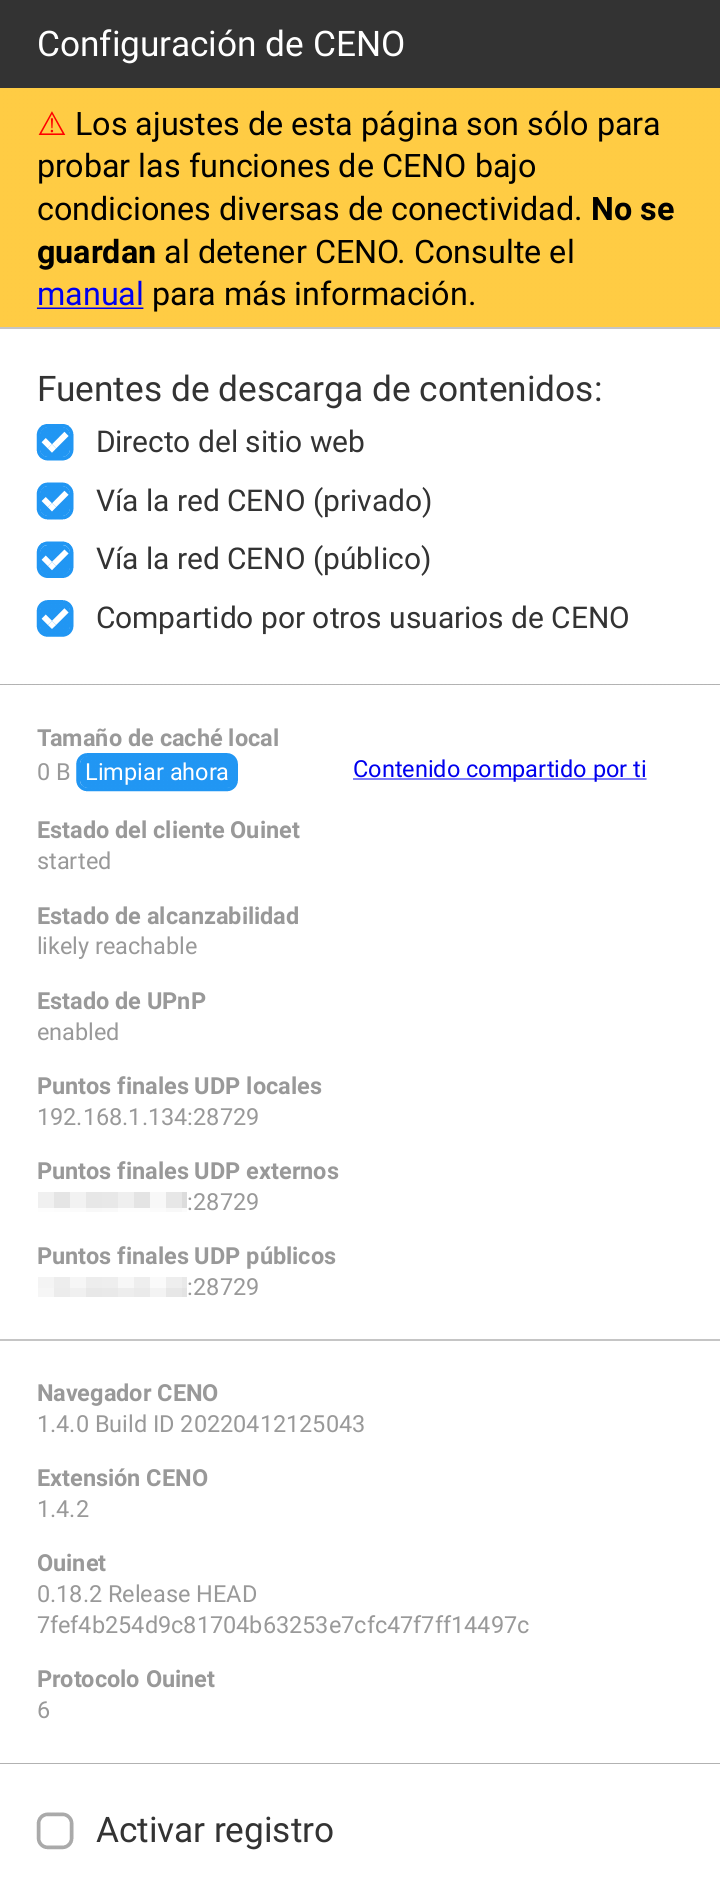 Configuración de CENO
⚠ Los ajustes de esta página son sólo para
probar las funciones de CENO bajo
condiciones diversas de conectividad. No se
guardan al detener CENO. Consulte el
manual para más información.
Fuentes de descarga de contenidos:
Directo del sitio web
Vía la red CENO (privado)
Vía la red CENO (público)
Compartido por otros usuarios de CENO
Tamaño de caché local
0 B Limpiar ahora Contenido compartido por ti
Estado del cliente Ouinet
started
Estado de alcanzabilidad
likely reachable
Estado de UPnP
enabled
Puntos finales UDP locales
192.168.1.134:28729
Puntos finales UDP externos
:28729
Puntos finales UDP públicos
:28729
Navegador CENO
1.4.0 Build ID 20220412125043
Extensión CENO
1.4.2
Ouinet
0.18.2 Release HEAD
7fef4b254d9c81704b63253e7cfc47f7ff14497c
Protocolo Ouinet
6
Activar registro